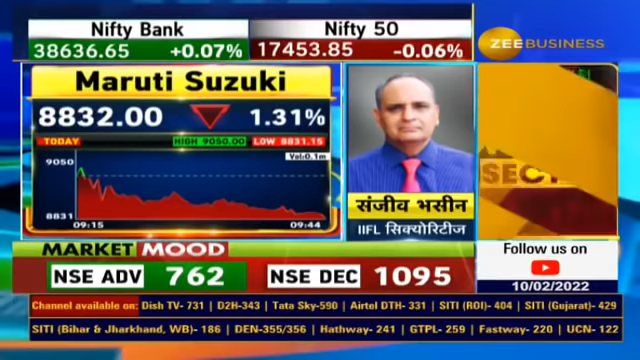 Nifty Bank
38636.65 +0.07%
Nifty 50
17453.85 -0.06%
ZEE BUSINESS
Maruti Suzuki
8832.00 1.31%
TODAY HIGH 9050.00 LOW 8831.15
Vol:0.1m
9050
8831
09:15 09:44
संजीव भसीन
IIFL सिक्योरिटीज
SECT
MARKET MOOD
NSE ADV 762 NSE DEC 1095
Follow us on
10/02/2022
Channel available on: Dish TV- 731 | D2H-343 | Tata Sky-590 | Airtel DTH- 331 | SITI (ROI)- 404 | SITI (Gujarat)- 429
SITI (Bihar & Jharkhand, WB)- 186 | DEN-355/356 | Hathway- 241 | GTPL- 259 | Fastway- 220 | UCN- 122